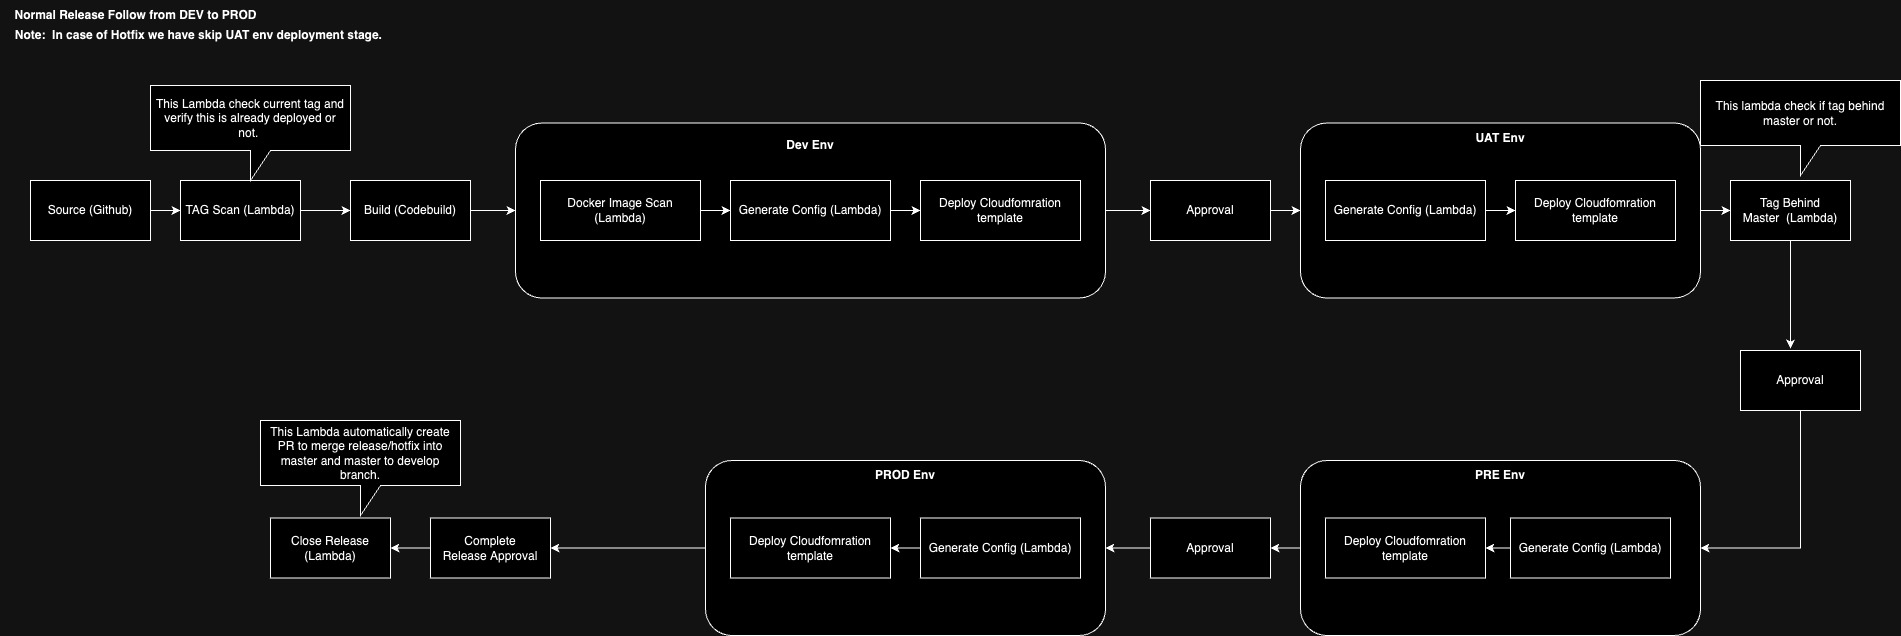 Normal Release Follow from DEV to PROD
Note: In case of Hotfix we have skip UAT env deployment stage.
This Lambda check current tag and
verify this is already deployed or
not.
This lambda check if tag behind
master or not.
Source (Github)
TAG Scan (Lambda)
Build (Codebuild)
Dev Env
Docker Image Scan
(Lambda)
Generate Config (Lambda)
Deploy Cloudfomration
template
Approval
UAT Env
Generate Config (Lambda)
Deploy Cloudfomration
template
Tag Behind
Master (Lambda)
Approval
PRE Env
Generate Config (Lambda)
Deploy Cloudfomration
template
Approval
PROD Env
Generate Config (Lambda)
Deploy Cloudfomration
template
Complete
Release Approval
This Lambda automatically create
PR to merge release/hotfix into
master and master to develop
branch.
Close Release
(Lambda)